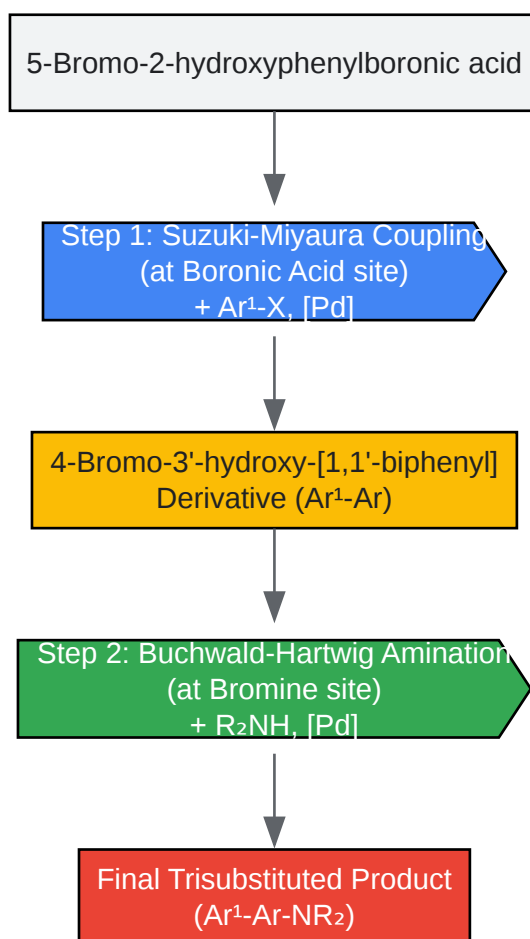 5-Bromo-2-hydroxyphenylboronic acid
Step 1: Suzuki-Miyaura Coupling
(at Boronic Acid site)
+ Ar¹-X, [Pd]
4-Bromo-3'-hydroxy-[1,1'-biphenyl]
Derivative (Ar¹-Ar)
Step 2: Buchwald-Hartwig Amination
(at Bromine site)
+ R₂NH, [Pd]
Final Trisubstituted Product
(Ar¹-Ar-NR₂)